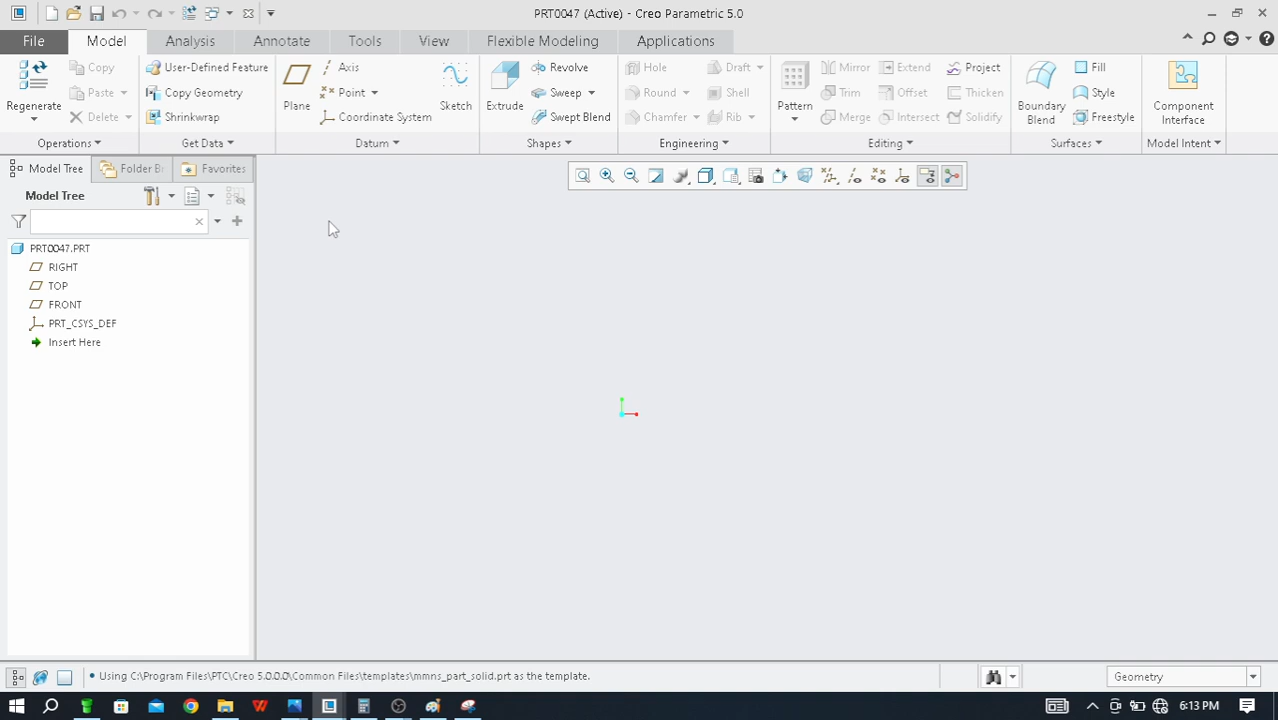 PRT0047 (Active) - Creo Parametric 5.0
File Model Analysis Annotate Tools View Flexible Modeling Applications
Regenerate Copy Paste Delete Operations
User-Defined Feature Copy Geometry Shrinkwrap Get Data
Plane Axis Point Coordinate System Sketch Datum
Extrude Revolve Sweep Swept Blend Shapes
Hole Round Chamfer Draft Shell Rib Engineering
Pattern Mirror Trim Merge Extend Offset Intersect Project Thicken Solidify Editing
Boundary Blend Fill Style Freestyle Surfaces
Component Interface Model Intent
Model Tree Folder Br Favorites
Model Tree
PRT0047.PRT
RIGHT
TOP
FRONT
PRT_CSYS_DEF
Insert Here
• Using C:\Program Files\PTC\Creo 5.0.0.0\Common Files\templates\mmns_part_solid.prt as the template.
Geometry
6:13 PM